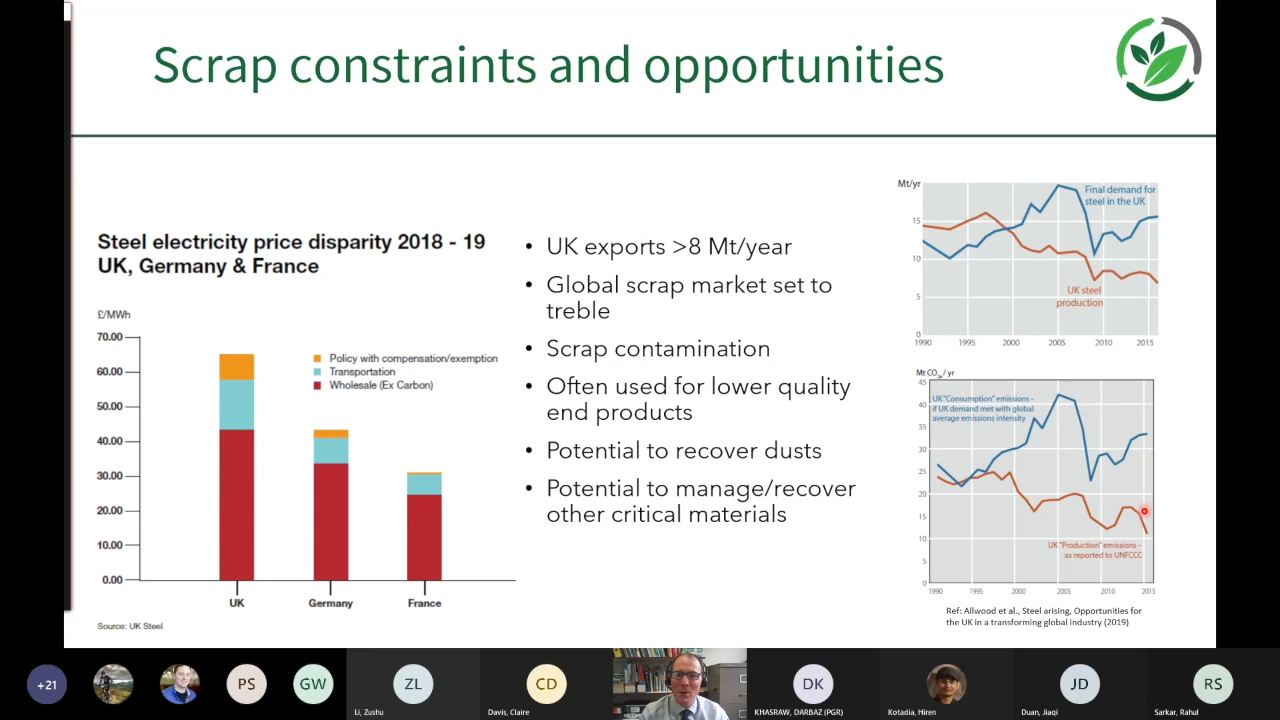 Scrap constraints and opportunities
Steel electricity price disparity 2018 - 19
UK, Germany & France
£/MWh
70.00
60.00
50.00
40.00
30.00
20.00
10.00
0.00
Policy with compensation/exemption
Transportation
Wholesale (Ex Carbon)
UK
Germany
France
Source: UK Steel
• UK exports >8 Mt/year
• Global scrap market set to
treble
• Scrap contamination
• Often used for lower quality
end products
• Potential to recover dusts
• Potential to manage/recover
other critical materials
Mt/yr
15
10
5
0
Final demand for
steel in the UK
UK steel
production
1990 1995 2000 2005 2010 2015
Mt CO2e / yr
45
40
35
30
25
20
15
10
5
0
UK "Consumption" emissions -
if UK demand met with global
average emissions intensity
UK "Production" emissions –
as reported to UNFCCC
1990 1995 2000 2005 2010 2015
Ref: Allwood et al., Steel arising, Opportunities for
the UK in a transforming global industry (2019)
+21
PS
GW
ZL
Li, Zushu
CD
Davis, Claire
DK
KHASRAW, DARBAZ (PGR)
Kotadia, Hiren
JD
Duan, Jiaqi
RS
Sarkar, Rahul